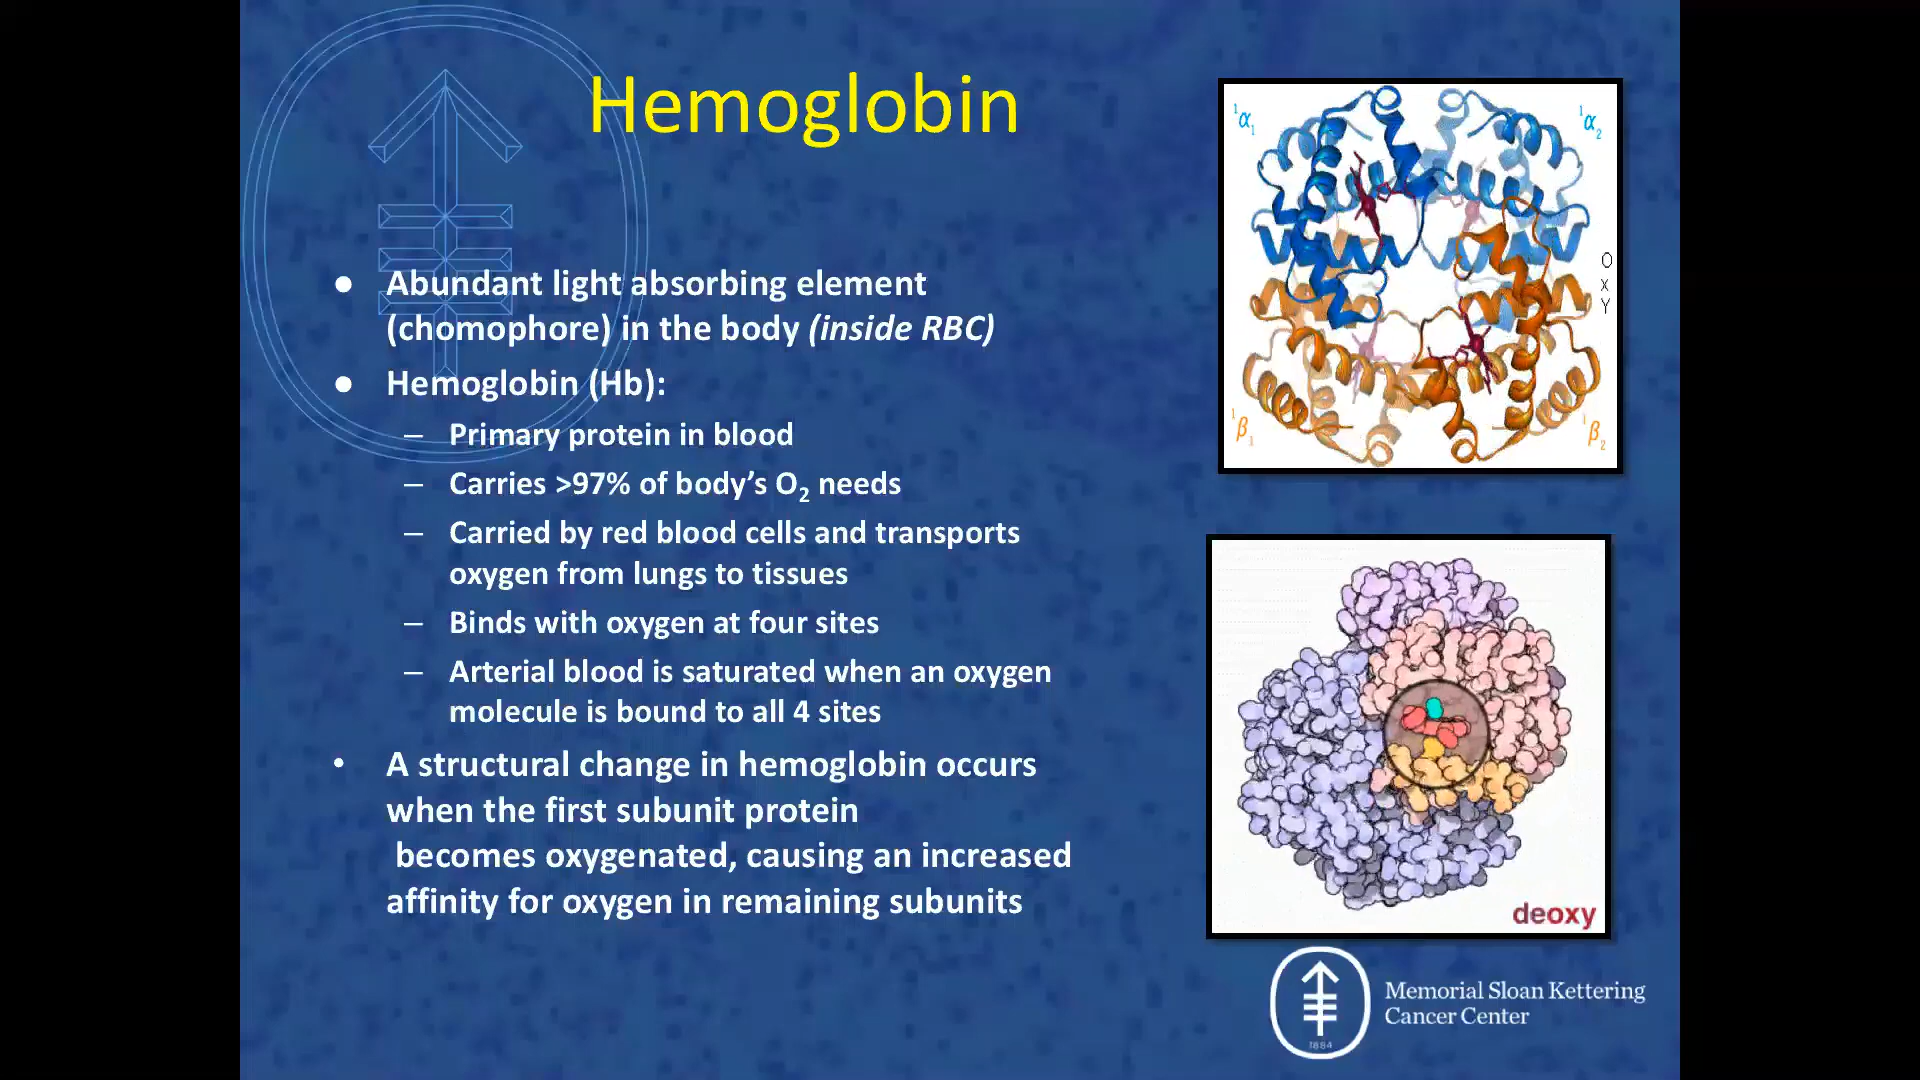 Hemoglobin
● Abundant light absorbing element
(chomophore) in the body (inside RBC)
● Hemoglobin (Hb):
– Primary protein in blood
– Carries >97% of body’s O₂ needs
– Carried by red blood cells and transports
oxygen from lungs to tissues
– Binds with oxygen at four sites
– Arterial blood is saturated when an oxygen
molecule is bound to all 4 sites
• A structural change in hemoglobin occurs
when the first subunit protein
becomes oxygenated, causing an increased
affinity for oxygen in remaining subunits
¹α₁
¹α₂
O
X
Y
¹β₁
¹β₂
deoxy
Memorial Sloan Kettering
Cancer Center
1884